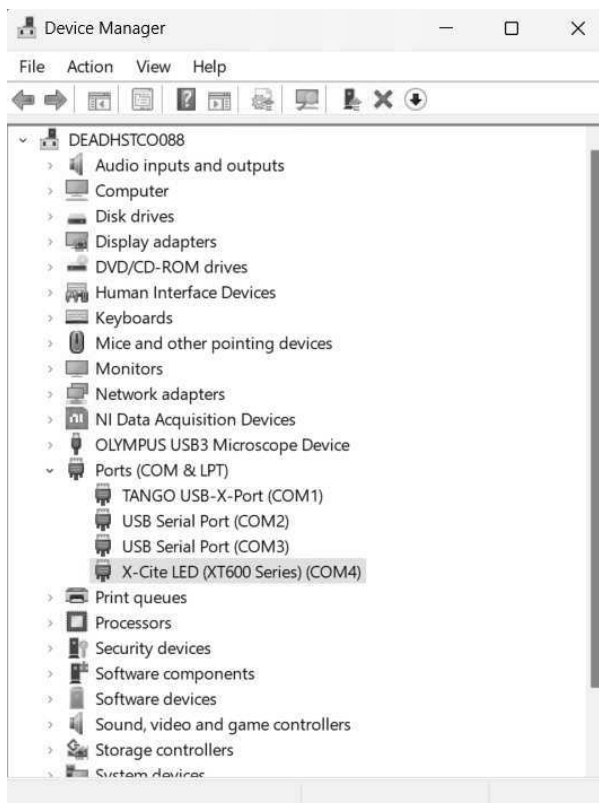 Device Manager
File Action View Help
DEADHSTCO088
Audio inputs and outputs
Computer
Disk drives
Display adapters
DVD/CD-ROM drives
Human Interface Devices
Keyboards
Mice and other pointing devices
Monitors
Network adapters
NI Data Acquisition Devices
OLYMPUS USB3 Microscope Device
Ports (COM & LPT)
TANGO USB-X-Port (COM1)
USB Serial Port (COM2)
USB Serial Port (COM3)
X-Cite LED (XT600 Series) (COM4)
Print queues
Processors
Security devices
Software components
Software devices
Sound, video and game controllers
Storage controllers
System devices